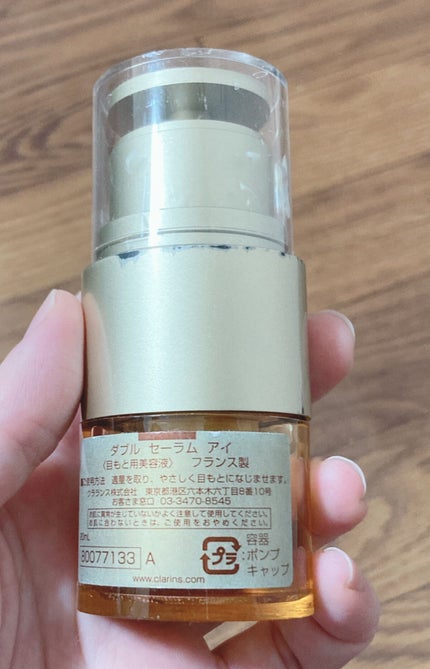 ダブル セーラム アイ
〈目もと用美容液〉 フランス製
使用方法 適量を取り、やさしく目もとになじませます。
クラランス株式会社 東京都港区六本木六丁目8番10号
お客さま窓口 03-3470-8545
お肌に異常が生じていないかよく注意して使用してください。
お肌に合わないときは、ご使用をおやめください。
20mL
80077133 A
プラ
容器
:ポンプ
キャップ
www.clarins.com